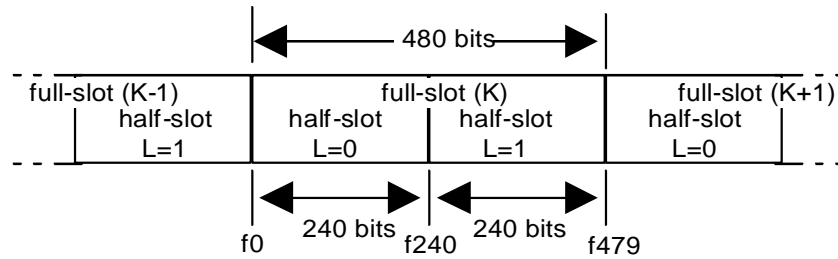 480 bits
full-slot (K-1) full-slot (K) full-slot (K+1)
half-slot half-slot half-slot half-slot
L=1 L=0 L=1 L=0
240 bits 240 bits
f0 f240 f479